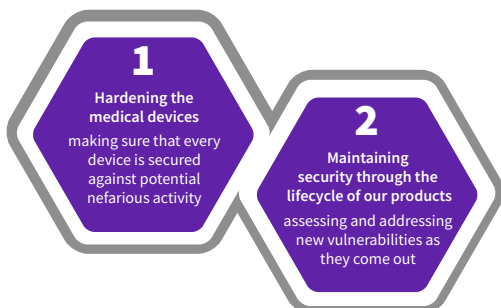 1
Hardening the
medical devices
making sure that every
device is secured
against potential
nefarious activity
2
Maintaining
security through the
lifecycle of our products
assessing and addressing
new vulnerabilities as
they come out